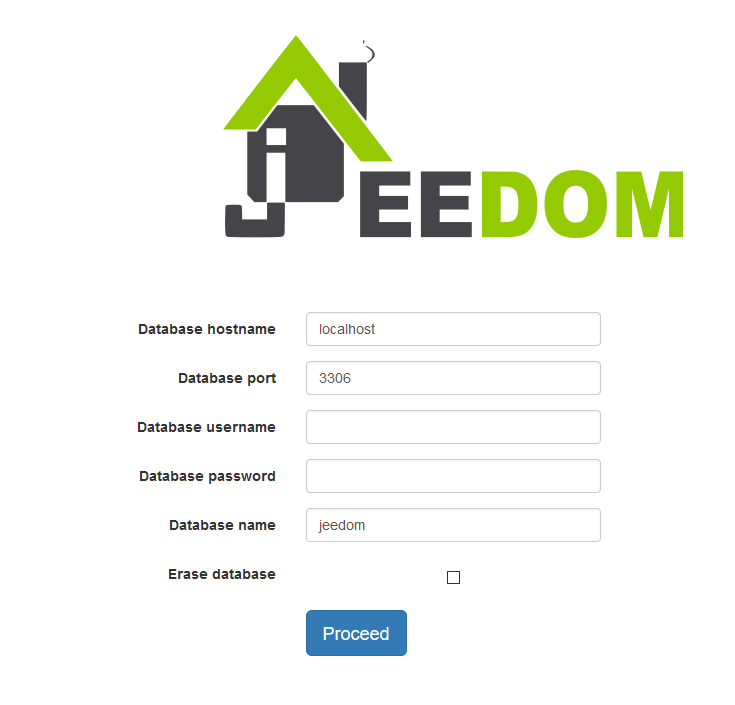 jEEDOM
Database hostname localhost
Database port 3306
Database username
Database password
Database name jeedom
Erase database
Proceed